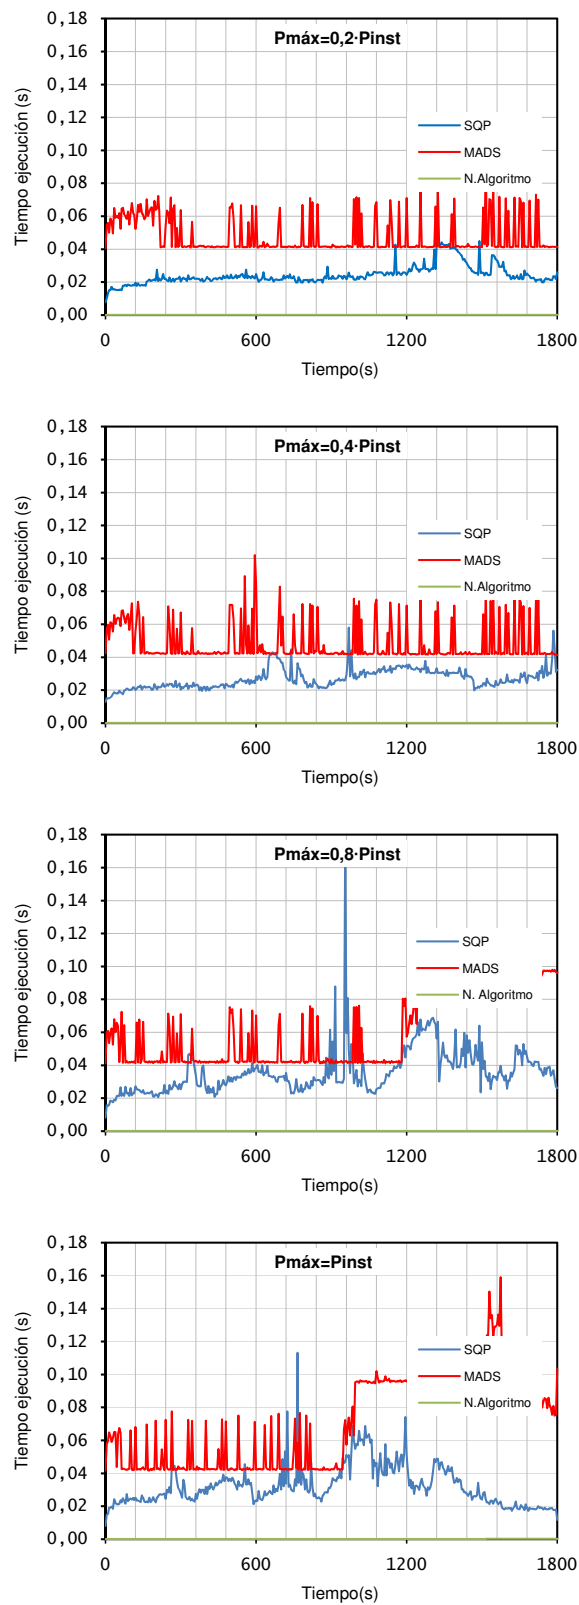 Pmáx=0,2·Pinst
Tiempo ejecución (s)
0,18
0,16
0,14
0,12
0,10
0,08
0,06
0,04
0,02
0,00
SQP
MADS
N.Algoritmo
0 600 1200 1800
Tiempo(s)
Pmáx=0,4·Pinst
Tiempo ejecución (s)
0,18
0,16
0,14
0,12
0,10
0,08
0,06
0,04
0,02
0,00
SQP
MADS
N.Algoritmo
0 600 1200 1800
Tiempo(s)
Pmáx=0,8·Pinst
Tiempo ejecución (s)
0,18
0,16
0,14
0,12
0,10
0,08
0,06
0,04
0,02
0,00
SQP
MADS
N. Algoritmo
0 600 1200 1800
Tiempo(s)
Pmáx=Pinst
Tiempo ejecución (s)
0,18
0,16
0,14
0,12
0,10
0,08
0,06
0,04
0,02
0,00
SQP
MADS
N.Algoritmo
0 600 1200 1800
Tiempo(s)